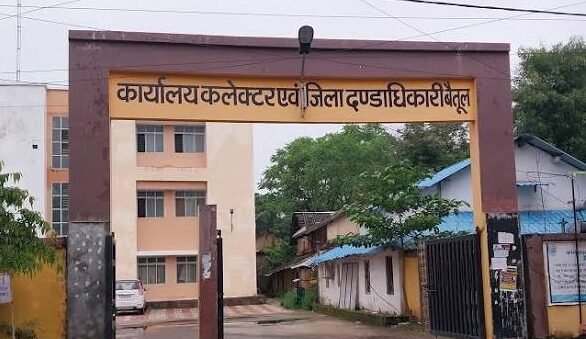 कार्यालय कलेक्टर एवं जिला दण्डाधिकारी बैतूल